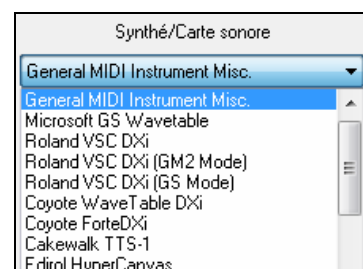 Synthé/Carte sonore
General MIDI Instrument Misc.
General MIDI Instrument Misc.
Microsoft GS Wavetable
Roland VSC DXi
Roland VSC DXi (GM2 Mode)
Roland VSC DXi (GS Mode)
Coyote WaveTable DXi
Coyote ForteDXi
Cakewalk TTS-1
Edirol HyperCanvas